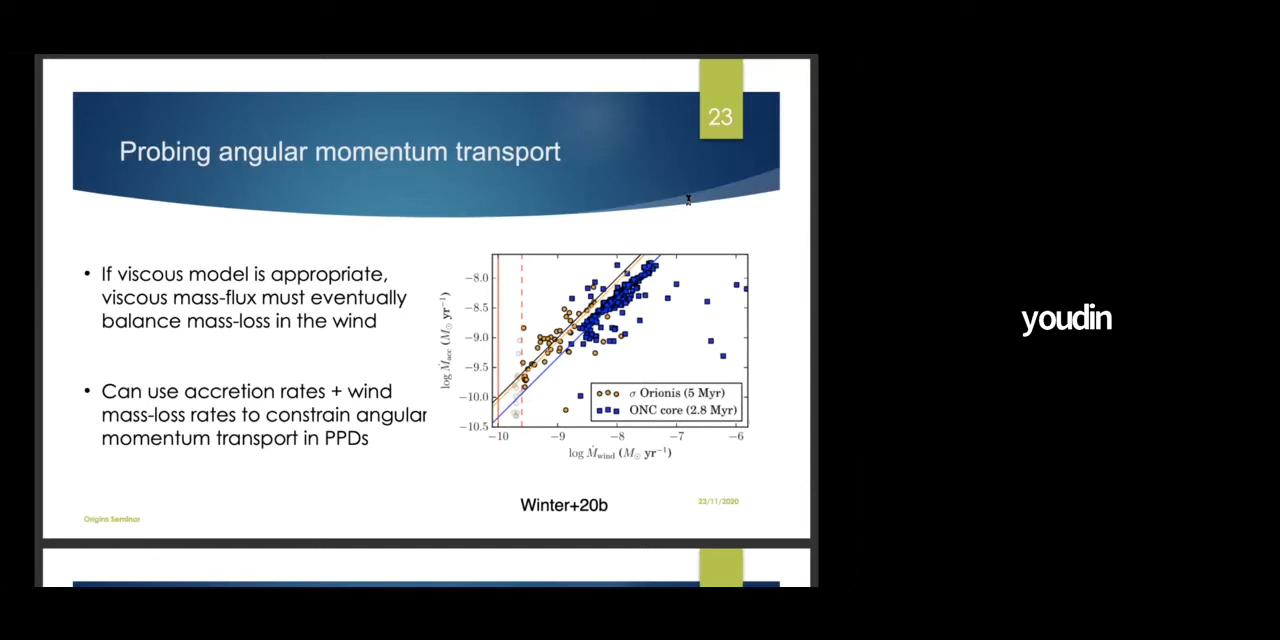 23
Probing angular momentum transport
• If viscous model is appropriate,
viscous mass-flux must eventually
balance mass-loss in the wind
• Can use accretion rates + wind
mass-loss rates to constrain angular
momentum transport in PPDs
log Ṁacc (M⊙ yr⁻¹)
−8.0
−8.5
−9.0
−9.5
−10.0
−10.5
σ Orionis (5 Myr)
ONC core (2.8 Myr)
−10 −9 −8 −7 −6
log Ṁwind (M⊙ yr⁻¹)
Winter+20b
23/11/2020
Origins Seminar
youdin